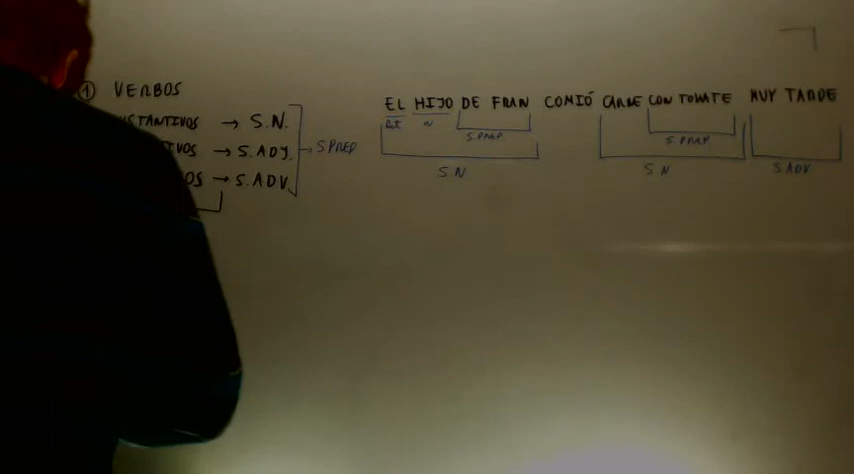 ① VERBOS
STANTIVOS → S.N.
IVOS → S.ADJ.
OS → S.ADV.
S.PREP
EL HIJO DE FRAN COMIÓ CARNE CON TOMATE MUY TARDE
Det N S.PREP S.PREP
S.N S.N S.ADV